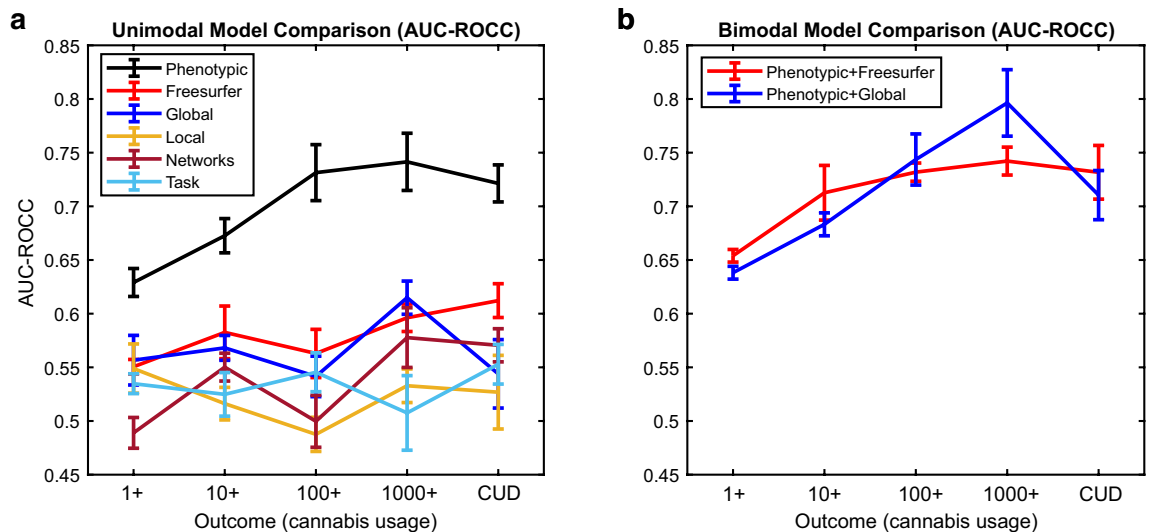 a
Unimodal Model Comparison (AUC-ROCC)
0.85
0.8
0.75
0.7
0.65
0.6
0.55
0.5
0.45
AUC-ROCC
Phenotypic
Freesurfer
Global
Local
Networks
Task
1+ 10+ 100+ 1000+ CUD
Outcome (cannabis usage)
b
Bimodal Model Comparison (AUC-ROCC)
0.85
0.8
0.75
0.7
0.65
0.6
0.55
0.5
0.45
Phenotypic+Freesurfer
Phenotypic+Global
1+ 10+ 100+ 1000+ CUD
Outcome (cannabis usage)